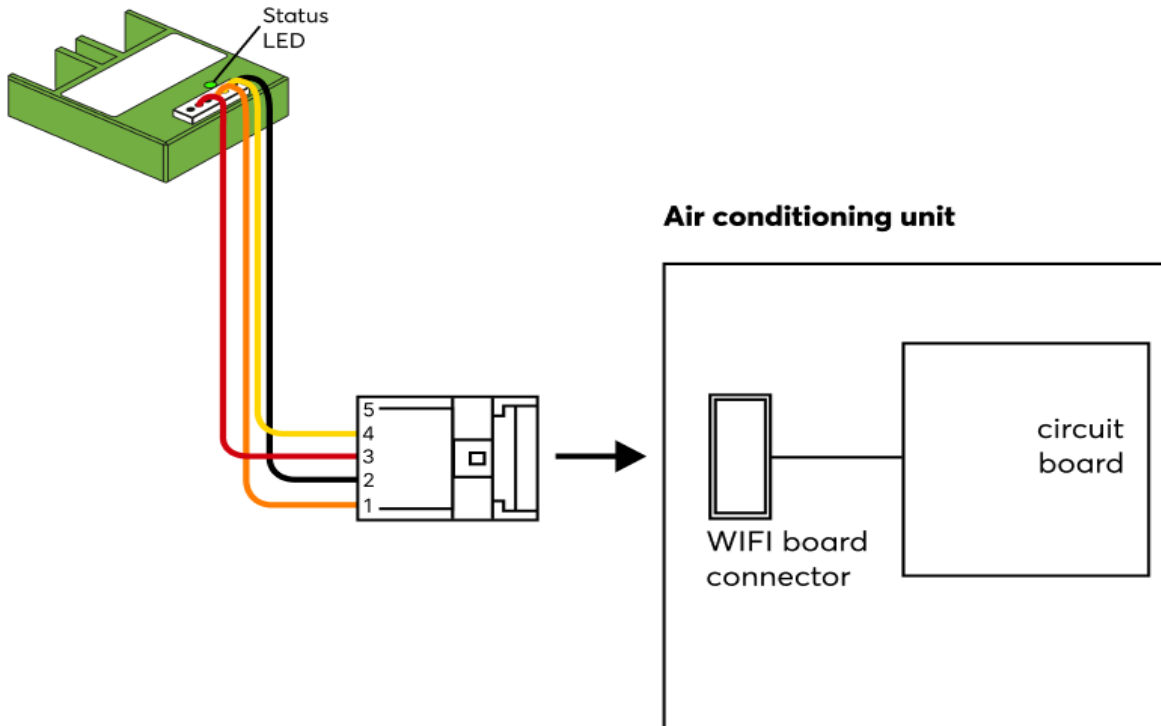 Status
LED
Air conditioning unit
5
4
3
2
1
circuit
board
WIFI board
connector